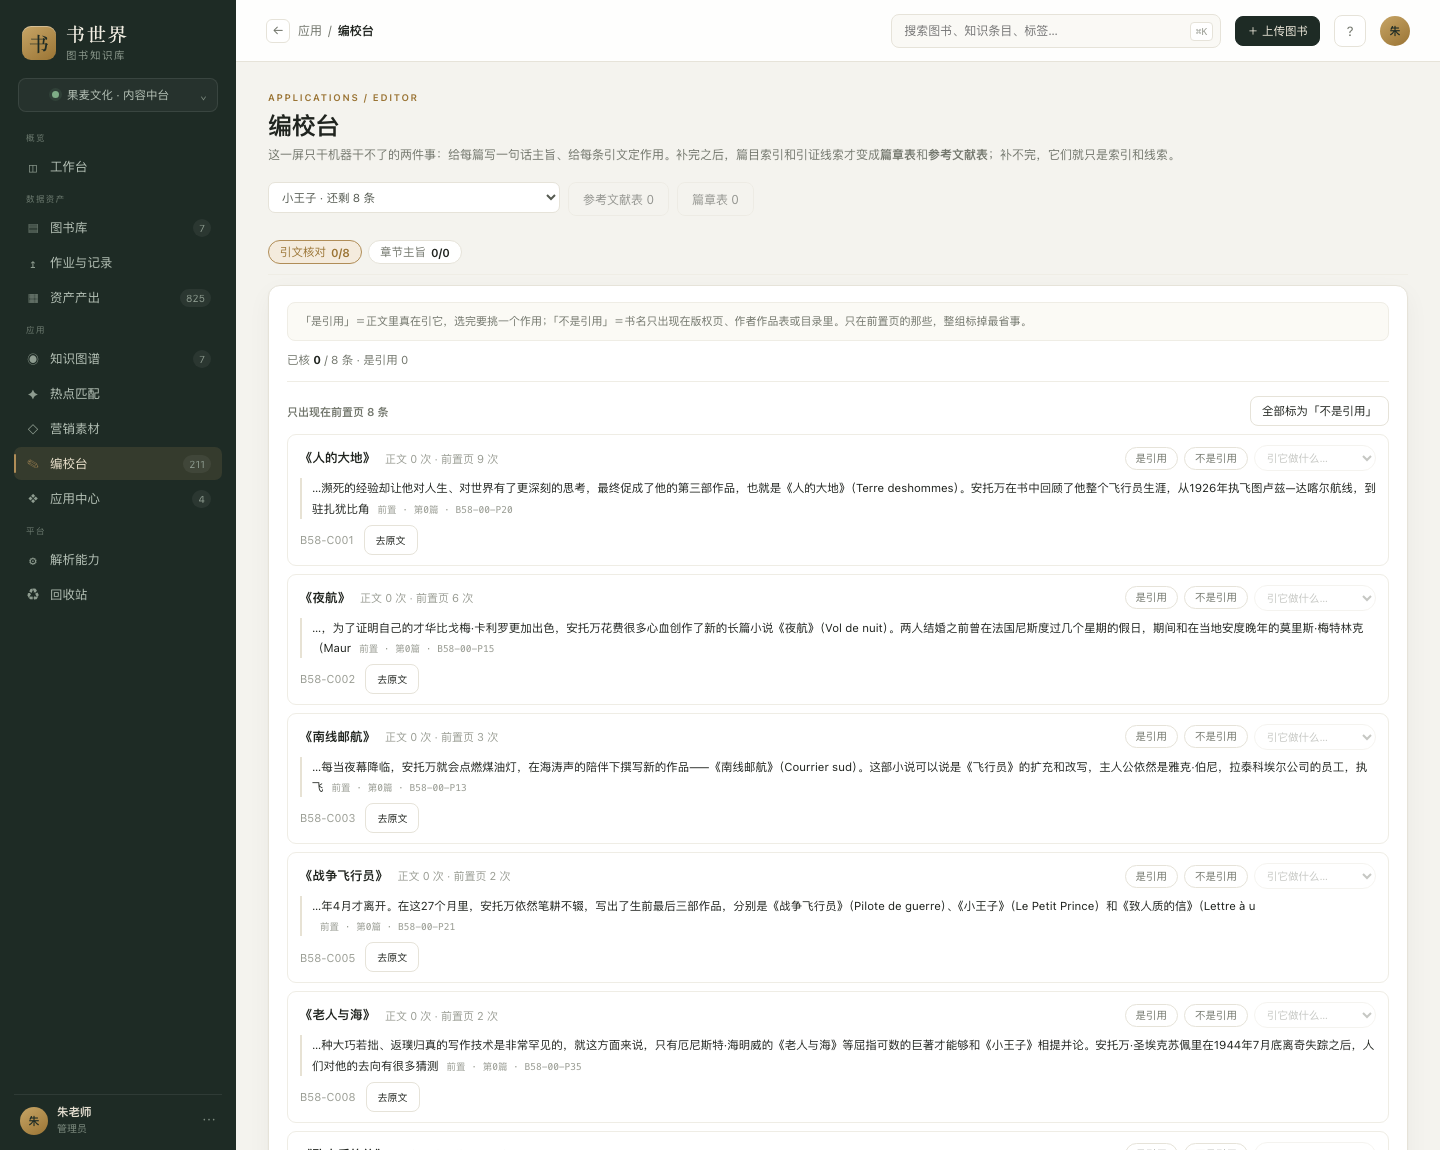 书 书世界
图书知识库
果麦文化 · 内容中台
概览
工作台
数据资产
图书库 7
作业与记录
资产产出 825
应用
知识图谱 7
热点匹配
营销素材
编校台 211
应用中心 4
平台
解析能力
回收站
朱 朱老师
管理员
← 应用 / 编校台
搜索图书、知识条目、标签... ⌘K
+ 上传图书
?
朱
APPLICATIONS / EDITOR
编校台
这一屏只干机器干不了的两件事：给每篇写一句话主旨、给每条引文定作用。补完之后，篇目索引和引证线索才变成篇章表和参考文献表；补不完，它们就只是索引和线索。
小王子 · 还剩 8 条
参考文献表 0
篇章表 0
引文核对 0/8
章节主旨 0/0
「是引用」＝正文里真在引它，选完要挑一个作用；「不是引用」＝书名只出现在版权页、作者作品表或目录里。只在前置页的那些，整组标掉最省事。
已核 0 / 8 条 · 是引用 0
只出现在前置页 8 条
全部标为「不是引用」
《人的大地》 正文 0 次 · 前置页 9 次 是引用 不是引用 引它做什么...
…濒死的经验却让他对人生、对世界有了更深刻的思考，最终促成了他的第三部作品，也就是《人的大地》（Terre deshommes）。安托万在书中回顾了他整个飞行员生涯，从1926年执飞图卢兹—达喀尔航线，到
驻扎犹比角 前置 · 第0篇 · B58-00-P20
B58-C001 去原文
《夜航》 正文 0 次 · 前置页 6 次 是引用 不是引用 引它做什么...
…，为了证明自己的才华比戈梅·卡利罗更加出色，安托万花费很多心血创作了新的长篇小说《夜航》（Vol de nuit）。两人结婚之前曾在法国尼斯度过几个星期的假日，期间和在当地安度晚年的莫里斯·梅特林克
（Maur 前置 · 第0篇 · B58-00-P15
B58-C002 去原文
《南线邮航》 正文 0 次 · 前置页 3 次 是引用 不是引用 引它做什么...
…每当夜幕降临，安托万就会点燃煤油灯，在海涛声的陪伴下撰写新的作品——《南线邮航》（Courrier sud）。这部小说可以说是《飞行员》的扩充和改写，主人公依然是雅克·伯尼，拉泰科埃尔公司的员工，执
飞 前置 · 第0篇 · B58-00-P13
B58-C003 去原文
《战争飞行员》 正文 0 次 · 前置页 2 次 是引用 不是引用 引它做什么...
…年4月才离开。在这27个月里，安托万依然笔耕不辍，写出了生前最后三部作品，分别是《战争飞行员》（Pilote de guerre）、《小王子》（Le Petit Prince）和《致人质的信》（Lettre à u
前置 · 第0篇 · B58-00-P21
B58-C005 去原文
《老人与海》 正文 0 次 · 前置页 2 次 是引用 不是引用 引它做什么...
…种大巧若拙、返璞归真的写作技术是非常罕见的，就这方面来说，只有厄尼斯特·海明威的《老人与海》等屈指可数的巨著才能够和《小王子》相提并论。安托万·圣埃克苏佩里在1944年7月底离奇失踪之后，人
们对他的去向有很多猜测 前置 · 第0篇 · B58-00-P35
B58-C008 去原文